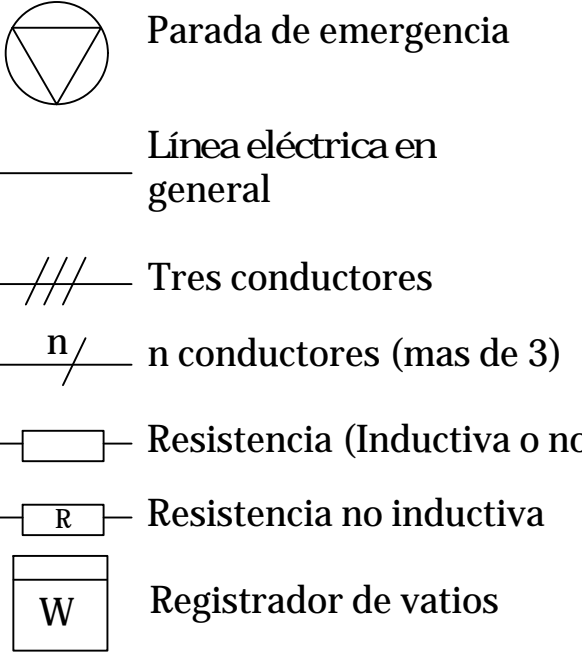 Parada de emergencia
Línea eléctrica en
general
Tres conductores
n
n conductores (mas de 3)
Resistencia (Inductiva o no
R
Resistencia no inductiva
W
Registrador de vatios